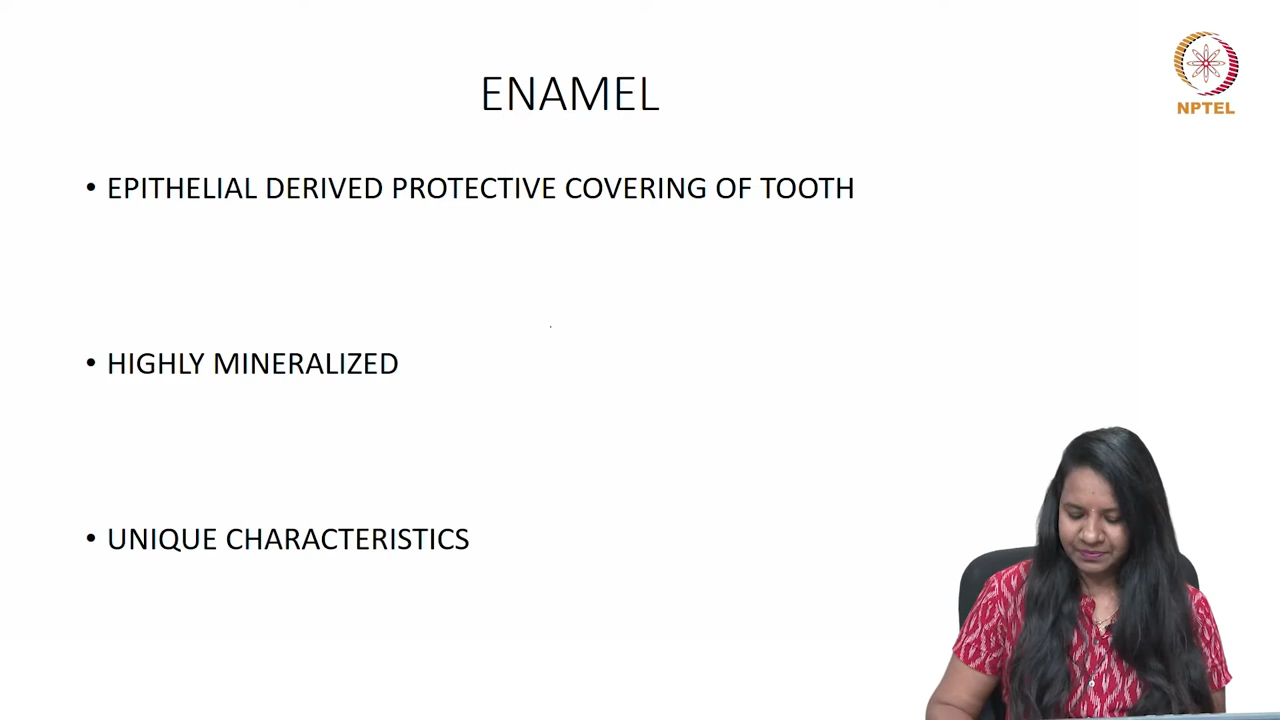 ENAMEL
NPTEL
• EPITHELIAL DERIVED PROTECTIVE COVERING OF TOOTH
• HIGHLY MINERALIZED
• UNIQUE CHARACTERISTICS